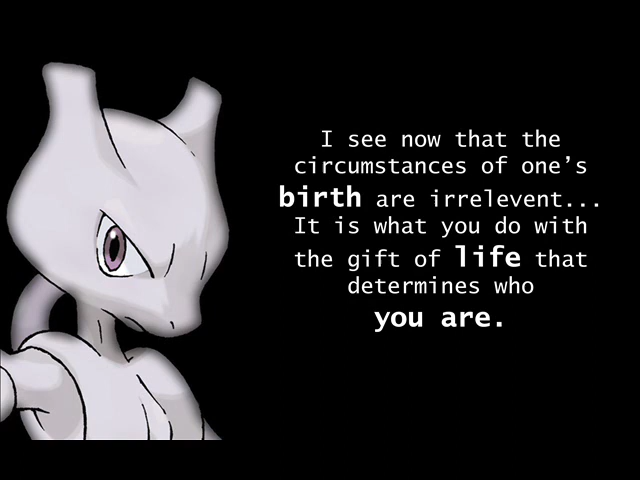 I see now that the
circumstances of one’s
birth are irrelevent...
It is what you do with
the gift of life that
determines who
you are.